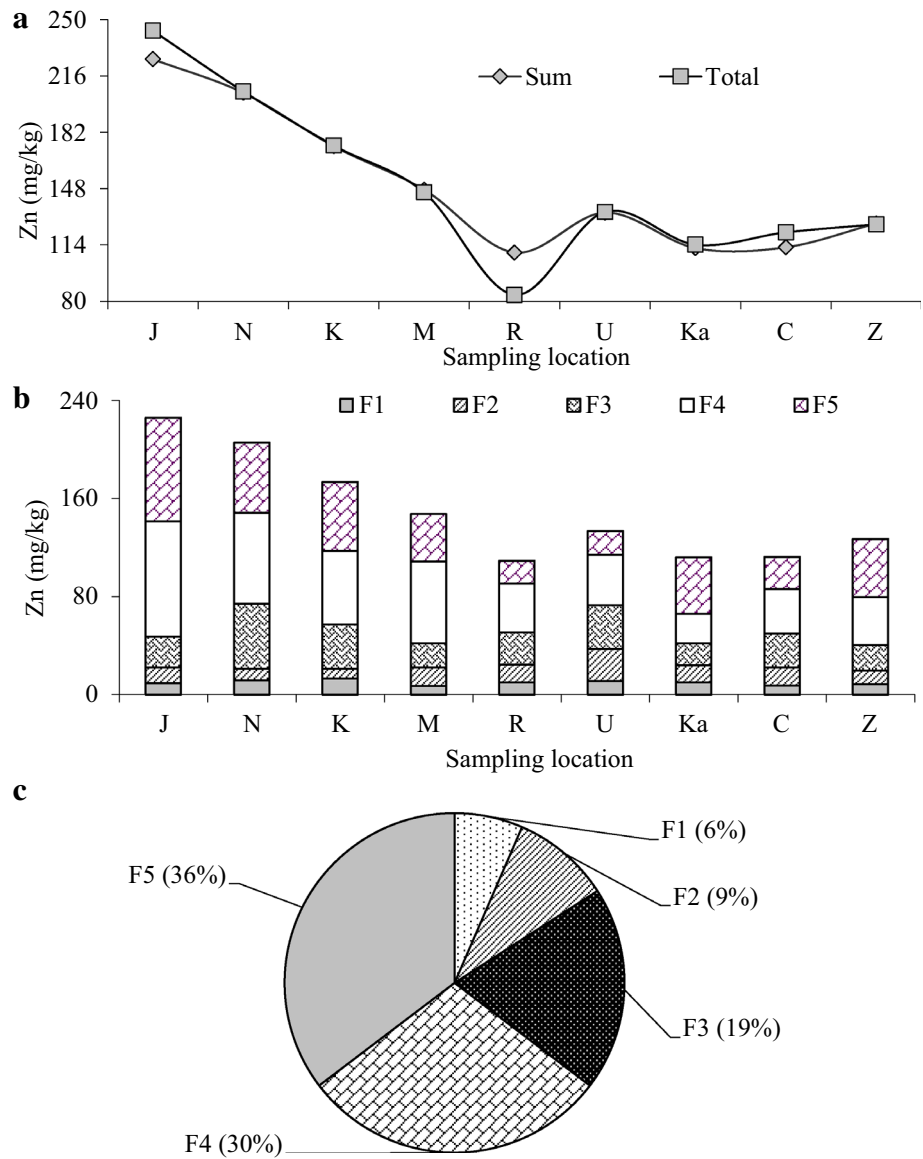 a
250
216
182
148
114
80
Zn (mg/kg)
Sum Total
J N K M R U Ka C Z
Sampling location
b
F1 F2 F3 F4 F5
240
160
80
0
Zn (mg/kg)
J N K M R U Ka C Z
Sampling location
c
F1 (6%)
F5 (36%)
F2 (9%)
F3 (19%)
F4 (30%)